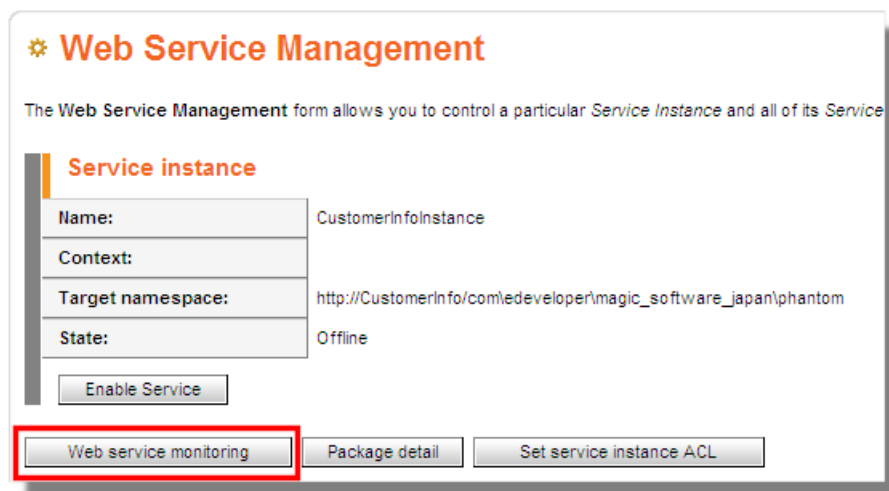 Web Service Management
The Web Service Management form allows you to control a particular Service Instance and all of its Service
Service instance
Name: CustomerInfoInstance
Context:
Target namespace: http://CustomerInfo/com\edeveloper\magic_software_japan\phantom
State: Offline
Enable Service
Web service monitoring Package detail Set service instance ACL